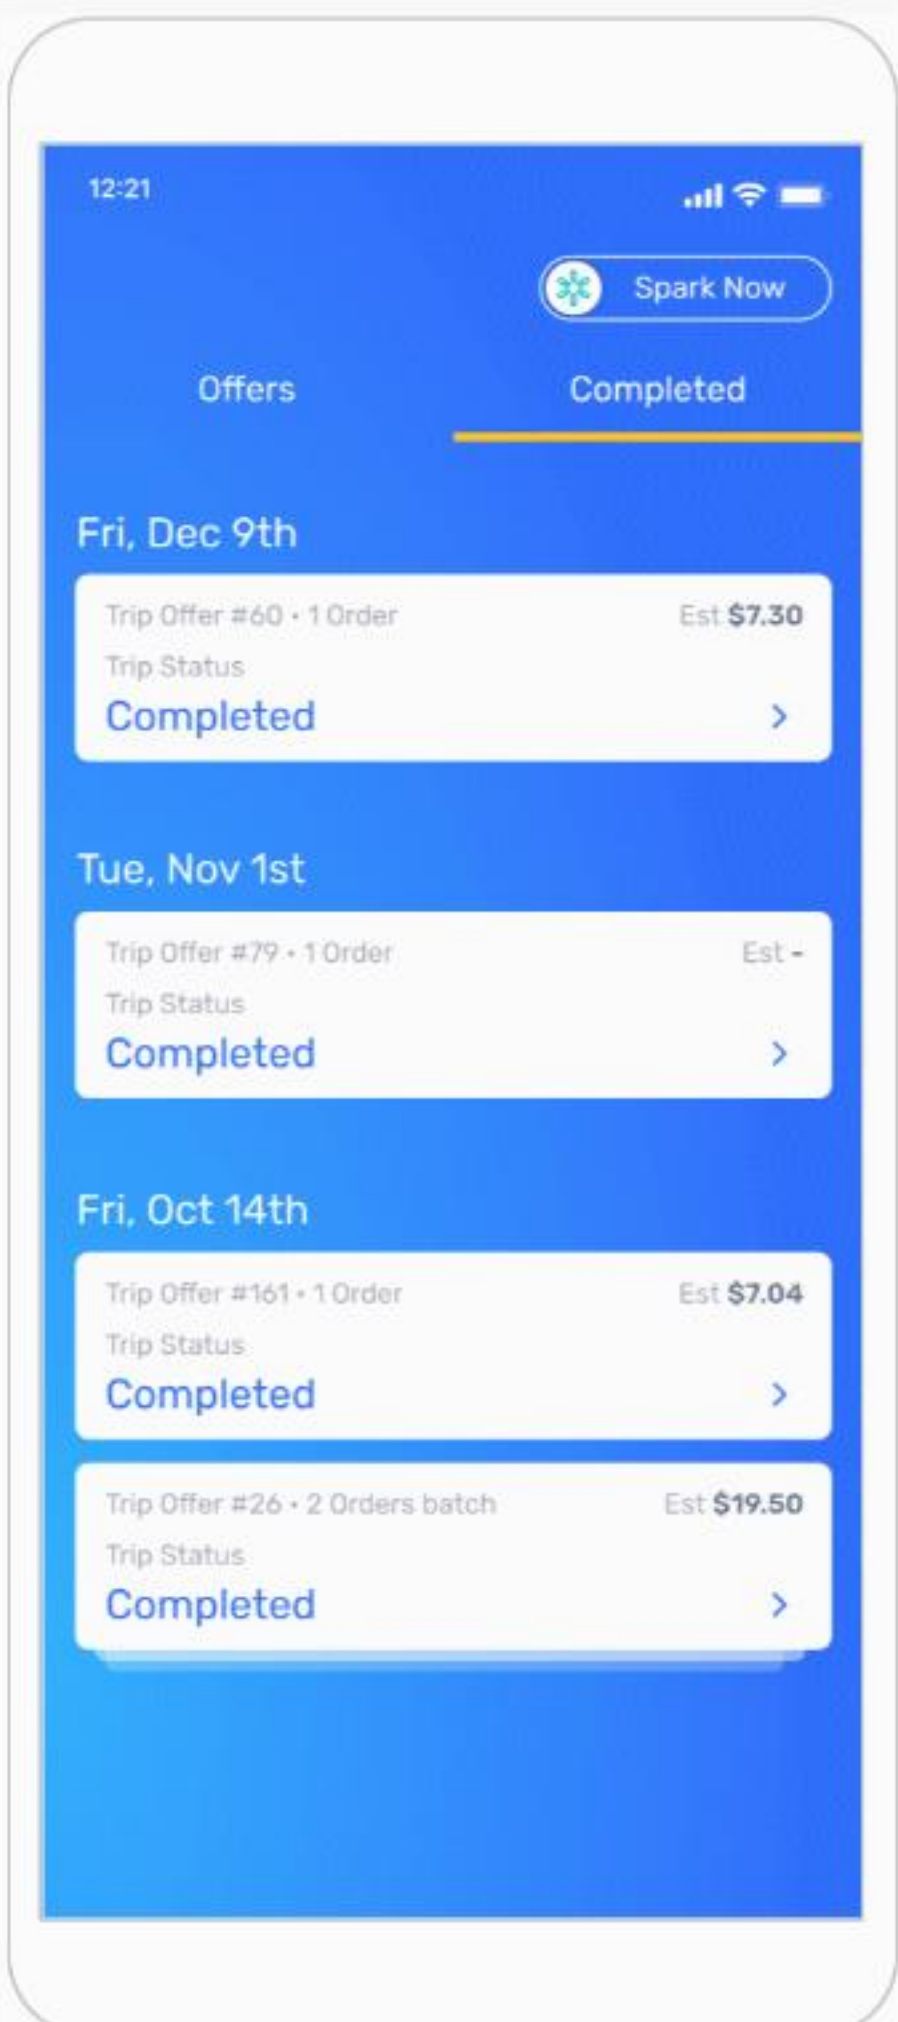 12:21
Spark Now
Offers
Completed
Fri, Dec 9th
Trip Offer #60 • 1 Order
Est $7.30
Trip Status
Completed
Tue, Nov 1st
Trip Offer #79 • 1 Order
Est -
Trip Status
Completed
Fri, Oct 14th
Trip Offer #161 • 1 Order
Est $7.04
Trip Status
Completed
Trip Offer #26 • 2 Orders batch
Est $19.50
Trip Status
Completed